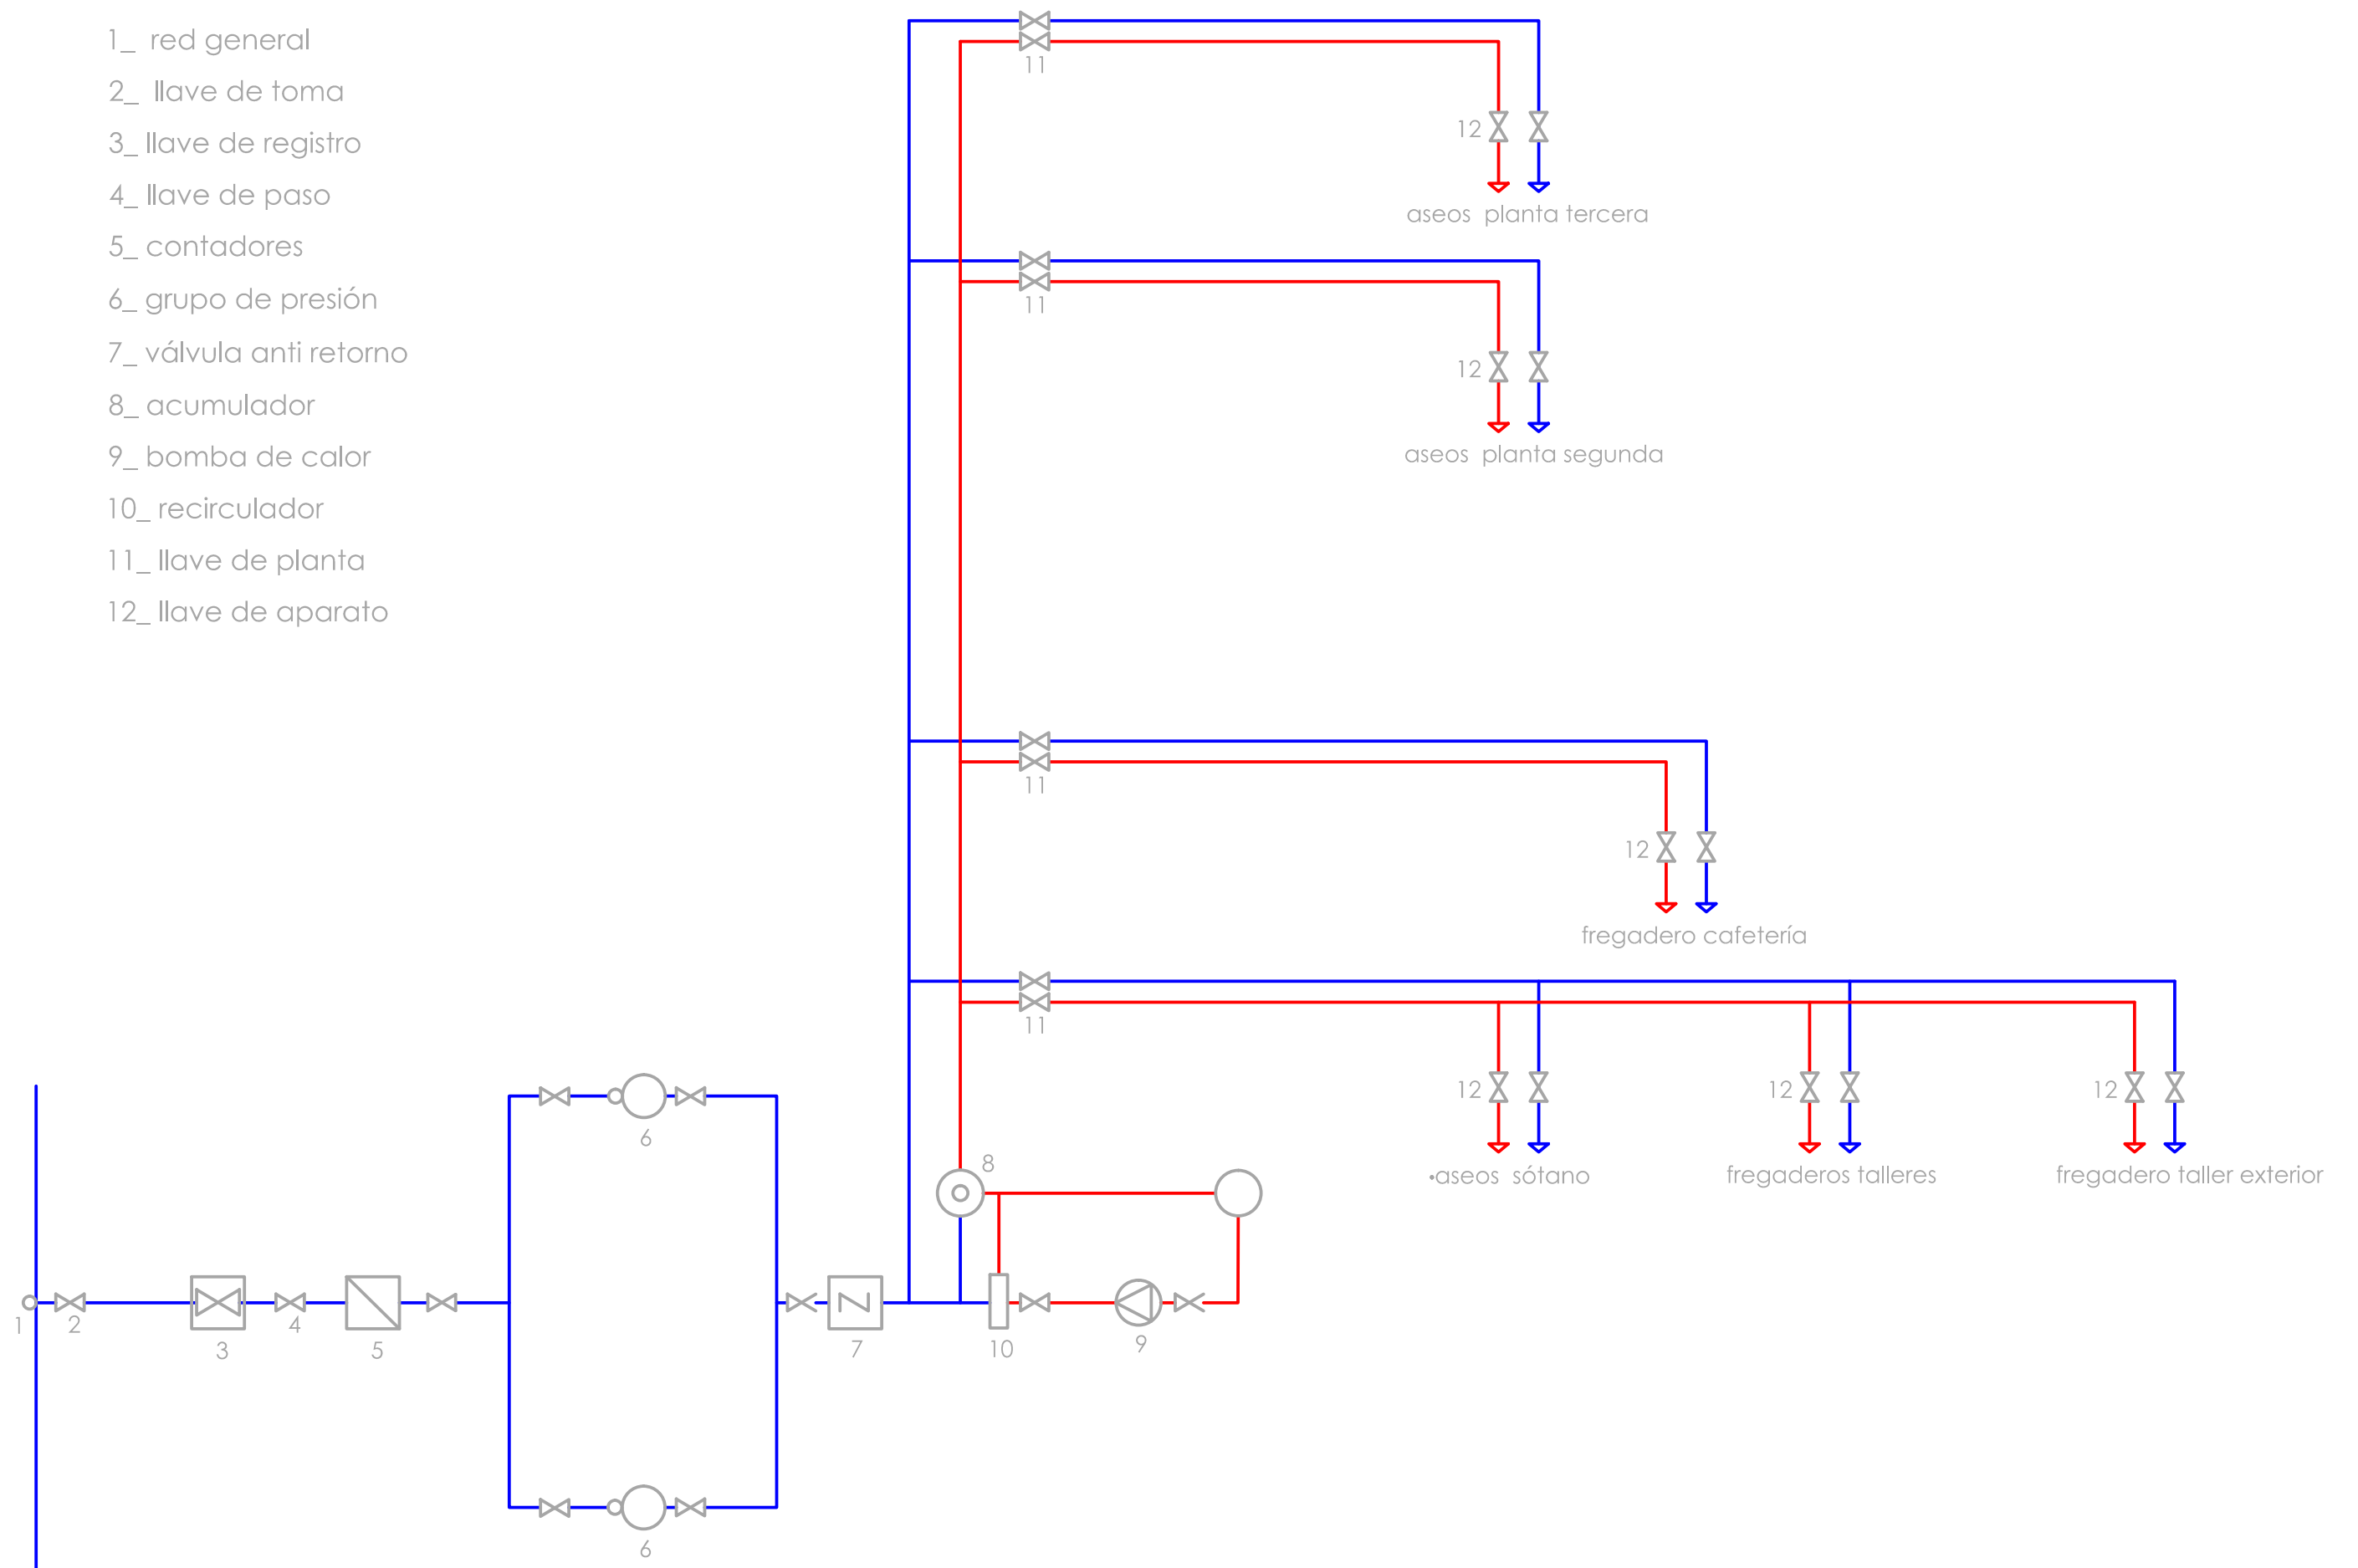 1_ red general
2_ llave de toma
3_ llave de registro
4_ llave de paso
5_ contadores
6_ grupo de presión
7_ válvula anti retorno
8_ acumulador
9_ bomba de calor
10_ recirculador
11_ llave de planta
12_ llave de aparato
11
12
aseos planta tercera
11
12
aseos planta segunda
11
12
fregadero cafetería
11
12
12
12
•aseos sótano
fregaderos talleres
fregadero taller exterior
6
8
1
2
3
4
5
7
10
9
6